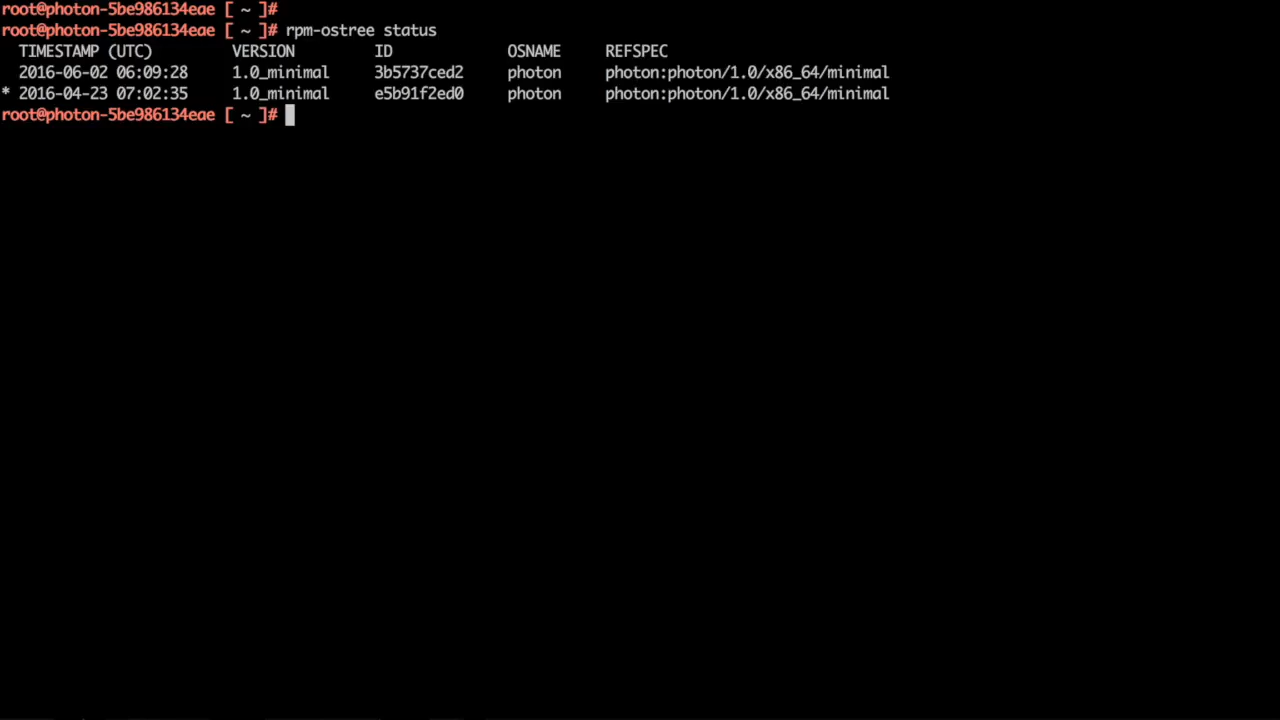 root@photon-5be986134eae [ ~ ]#
root@photon-5be986134eae [ ~ ]# rpm-ostree status
  TIMESTAMP (UTC)         VERSION         ID             OSNAME     REFSPEC
  2016-06-02 06:09:28     1.0_minimal     3b5737ced2     photon     photon:photon/1.0/x86_64/minimal
* 2016-04-23 07:02:35     1.0_minimal     e5b91f2ed0     photon     photon:photon/1.0/x86_64/minimal
root@photon-5be986134eae [ ~ ]#